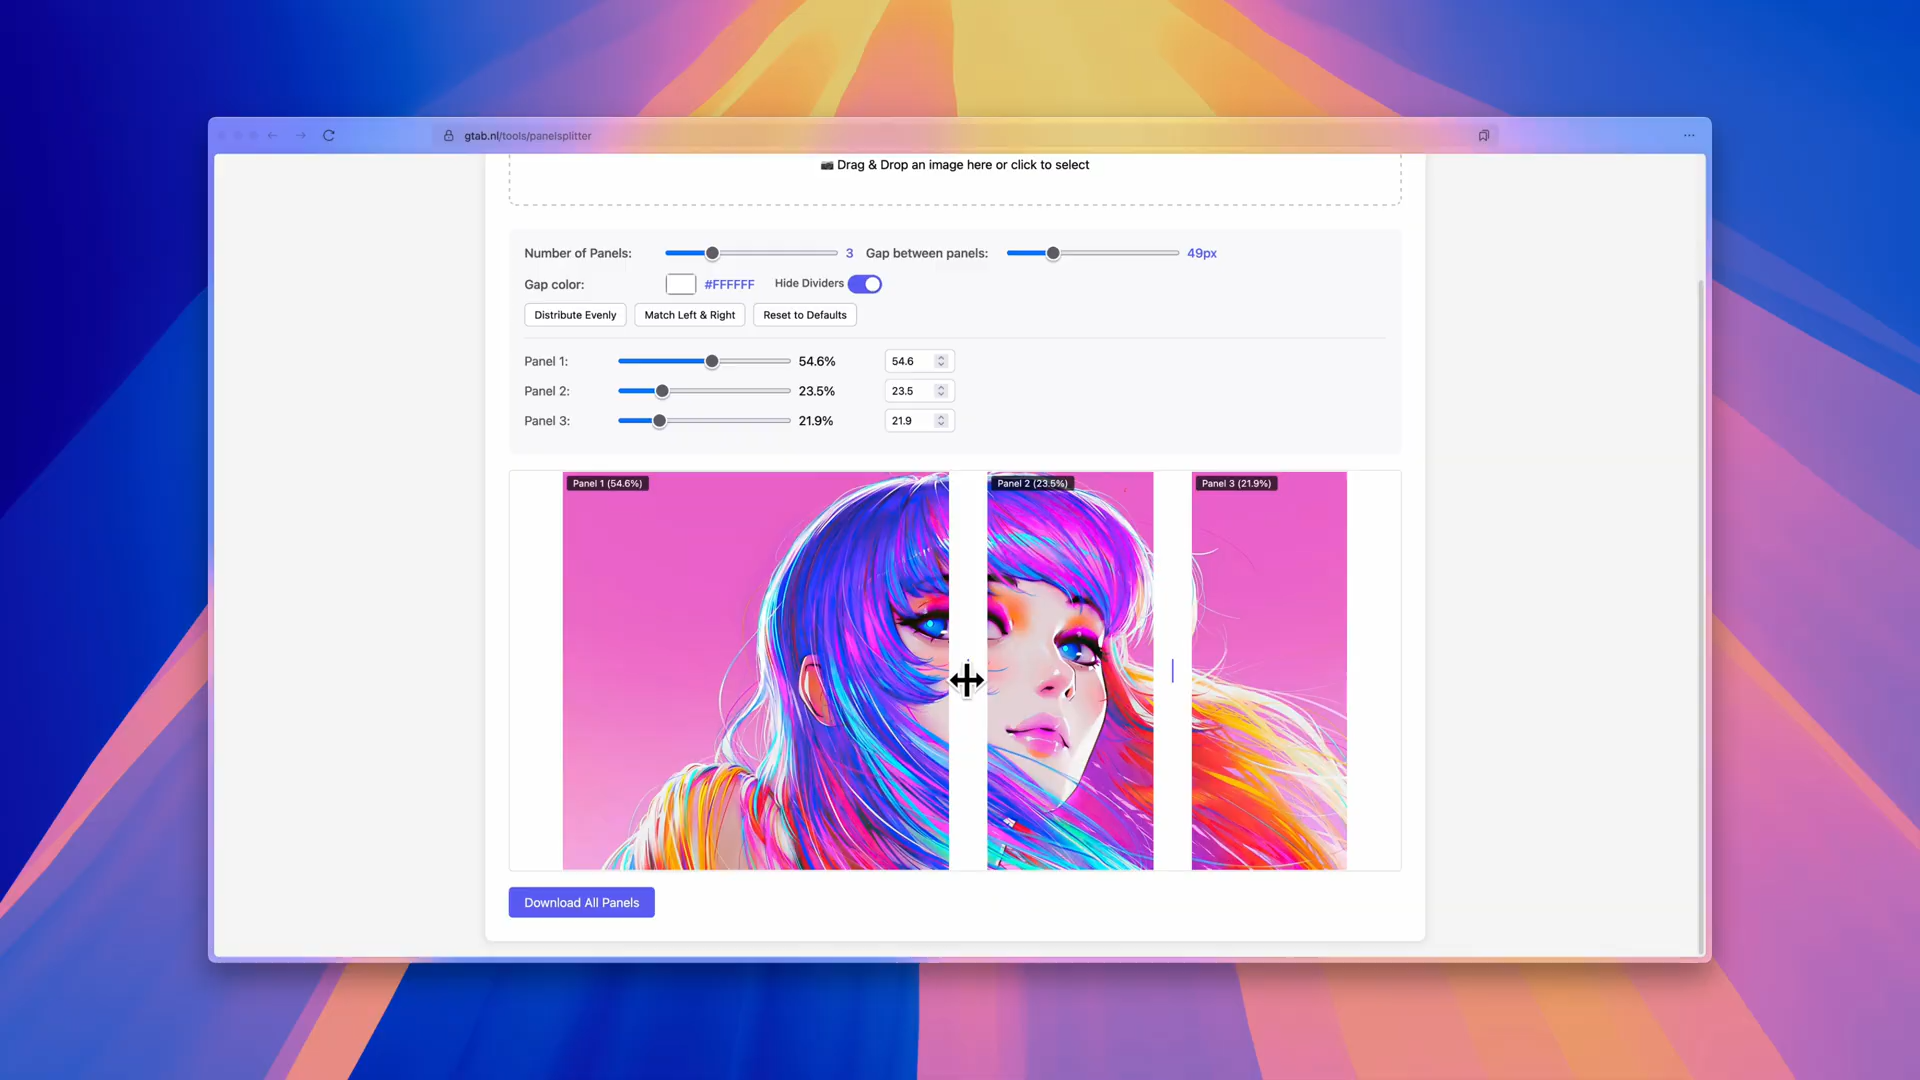 gtab.nl/tools/panelsplitter
Drag & Drop an image here or click to select
Number of Panels: 3 Gap between panels: 49px
Gap color: #FFFFFF Hide Dividers
Distribute Evenly Match Left & Right Reset to Defaults
Panel 1: 54.6% 54.6
Panel 2: 23.5% 23.5
Panel 3: 21.9% 21.9
Panel 1 (54.6%) Panel 2 (23.5%) Panel 3 (21.9%)
Download All Panels